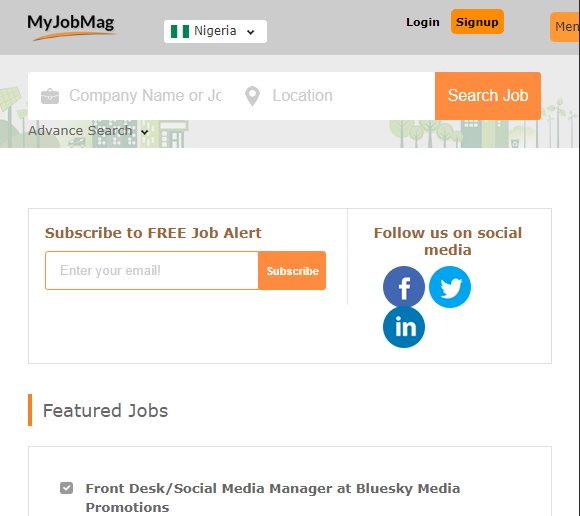 MyJobMag
Nigeria
Login
Signup
Men
Company Name or Jo
Location
Search Job
Advance Search
Subscribe to FREE Job Alert
Enter your email!
Subscribe
Follow us on social
media
Featured Jobs
Front Desk/Social Media Manager at Bluesky Media
Promotions